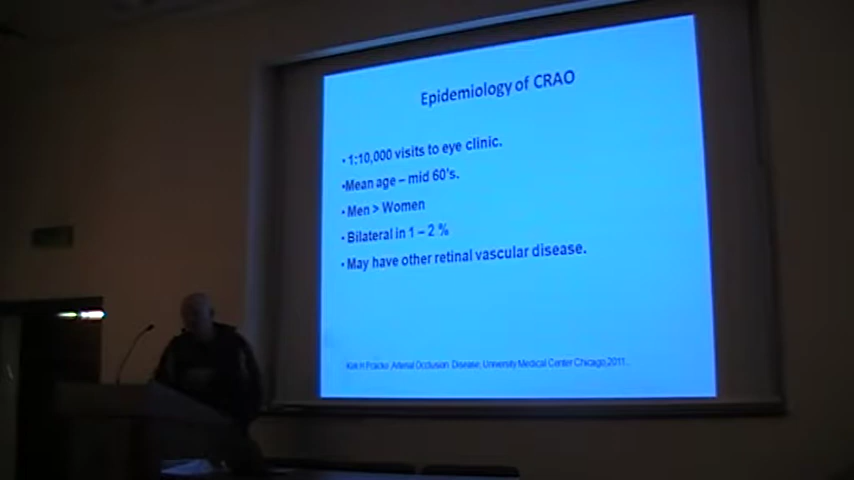 Epidemiology of CRAO
• 1:10,000 visits to eye clinic.
•Mean age – mid 60's.
• Men > Women
• Bilateral in 1 – 2 %
• May have other retinal vascular disease.
Arterial Occlusion Disease, University Medical Center Chicago,2011.